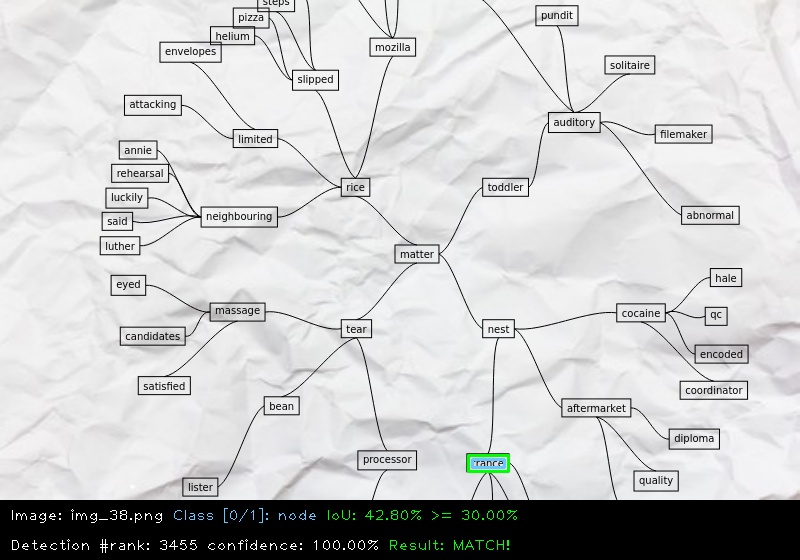 steps
pizza
pundit
helium
envelopes
mozilla
solitaire
slipped
attacking
auditory
filemaker
limited
annie
rehearsal
rice
toddler
luckily
said
neighbouring
abnormal
luther
matter
eyed
hale
massage
cocaine
qc
candidates
tear
nest
encoded
satisfied
coordinator
bean
aftermarket
diploma
processor
quality
lister
Image: img_38.png Class [0/1]: node IoU: 42.80% >= 30.00%
Detection #rank: 3455 confidence: 100.00% Result: MATCH!